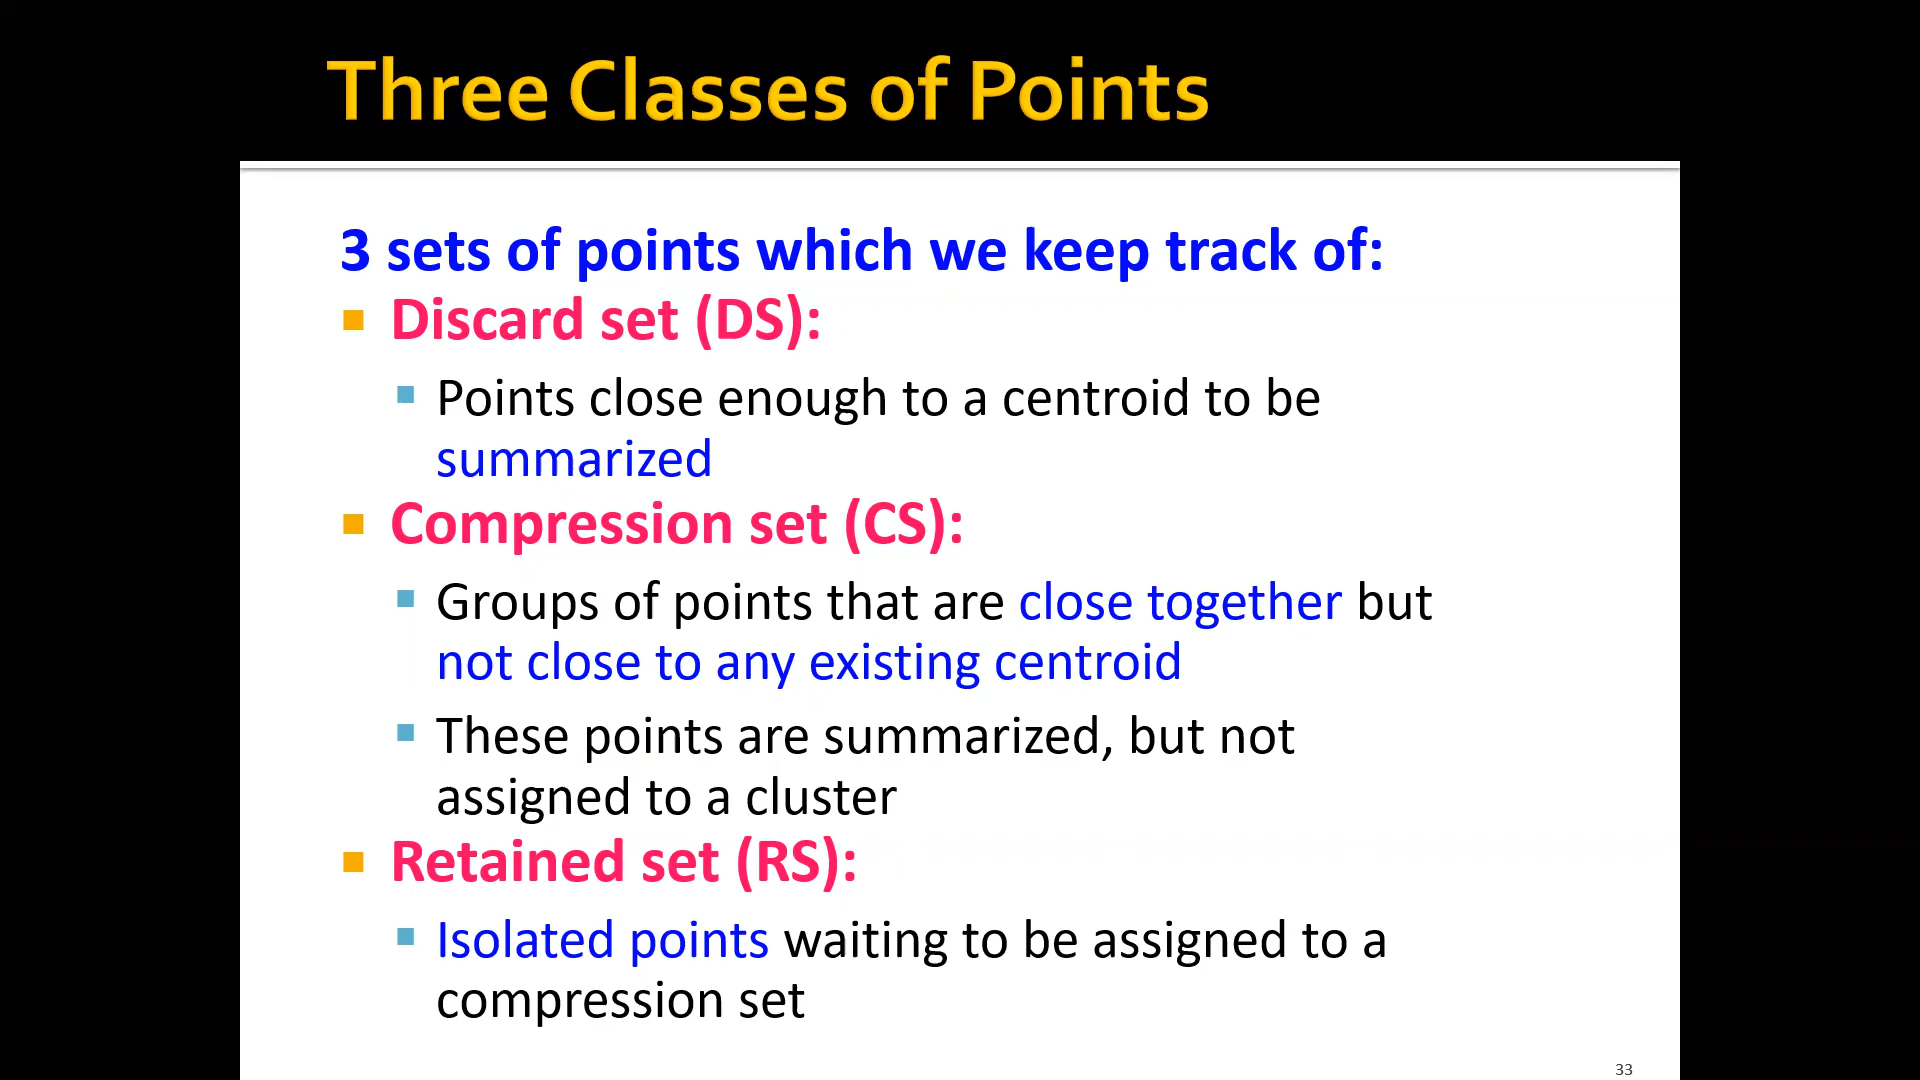 Three Classes of Points
3 sets of points which we keep track of:
Discard set (DS):
Points close enough to a centroid to be
summarized
Compression set (CS):
Groups of points that are close together but
not close to any existing centroid
These points are summarized, but not
assigned to a cluster
Retained set (RS):
Isolated points waiting to be assigned to a
compression set
33